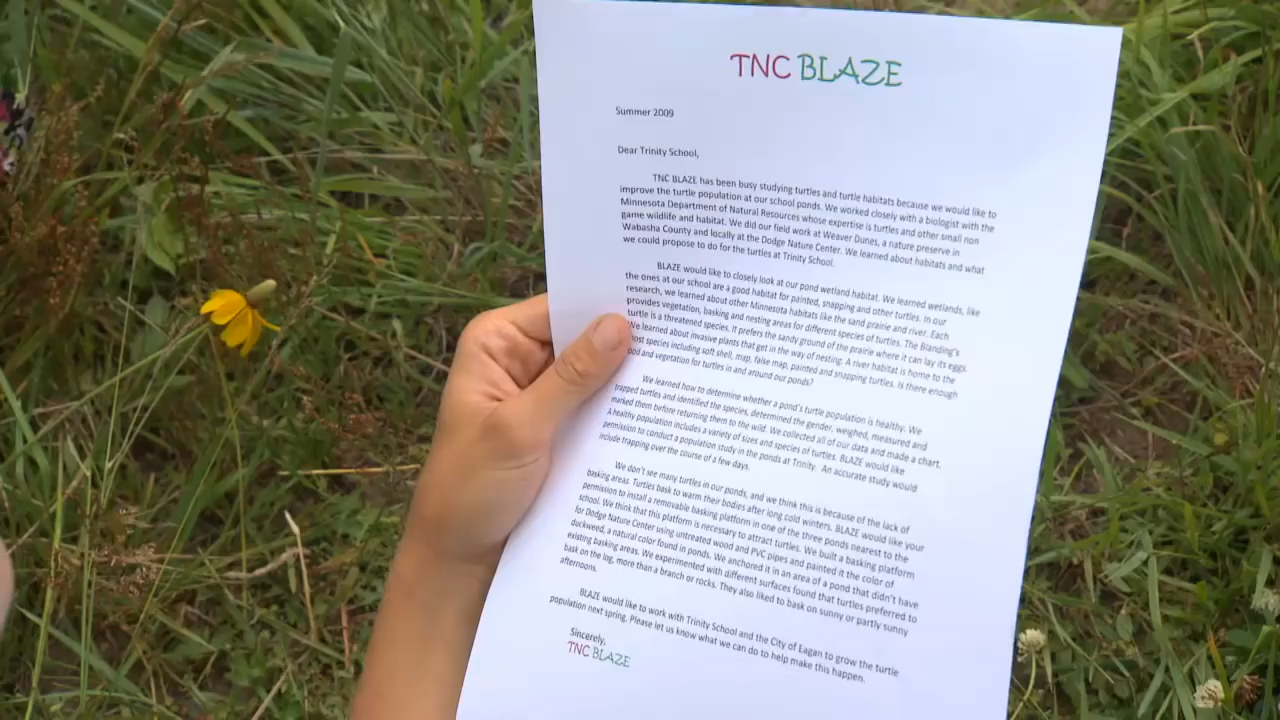 TNC BLAZE
Summer 2009
Dear Trinity School,
TNC BLAZE has been busy studying turtles and turtle habitats because we would like to
improve the turtle population at our school ponds. We worked closely with a biologist with the
Minnesota Department of Natural Resources whose expertise is turtles and other small non
game wildlife and habitat. We did our field work at Weaver Dunes, a nature preserve in
Wabasha County and locally at the Dodge Nature Center. We learned about habitats and what
we could propose to do for the turtles at Trinity School.
BLAZE would like to closely look at our pond wetland habitat. We learned wetlands, like
the ones at our school are a good habitat for painted, snapping and other turtles. In our
research, we learned about other Minnesota habitats like the sand prairie and river. Each
provides vegetation, basking and nesting areas for different species of turtles. The Blanding's
turtle is a threatened species. It prefers the sandy ground of the prairie where it can lay its eggs.
We learned about invasive plants that get in the way of nesting. A river habitat is home to the
most species including soft shell, map, false map, painted and snapping turtles. Is there enough
food and vegetation for turtles in and around our ponds?
We learned how to determine whether a pond's turtle population is healthy. We
trapped turtles and identified the species, determined the gender, weighed, measured and
marked them before returning them to the wild. We collected all of our data and made a chart.
A healthy population includes a variety of sizes and species of turtles. BLAZE would like
permission to conduct a population study in the ponds at Trinity. An accurate study would
include trapping over the course of a few days.
We don't see many turtles in our ponds, and we think this is because of the lack of
basking areas. Turtles bask to warm their bodies after long cold winters. BLAZE would like your
permission to install a removable basking platform in one of the three ponds nearest to the
school. We think that this platform is necessary to attract turtles. We built a basking platform
for Dodge Nature Center using untreated wood and PVC pipes and painted it the color of
duckweed, a natural color found in ponds. We anchored it in an area of a pond that didn't have
existing basking areas. We experimented with different surfaces found that turtles preferred to
bask on the log, more than a branch or rocks. They also liked to bask on sunny or partly sunny
afternoons.
BLAZE would like to work with Trinity School and the City of Eagan to grow the turtle
population next spring. Please let us know what we can do to help make this happen.
Sincerely,
TNC BLAZE